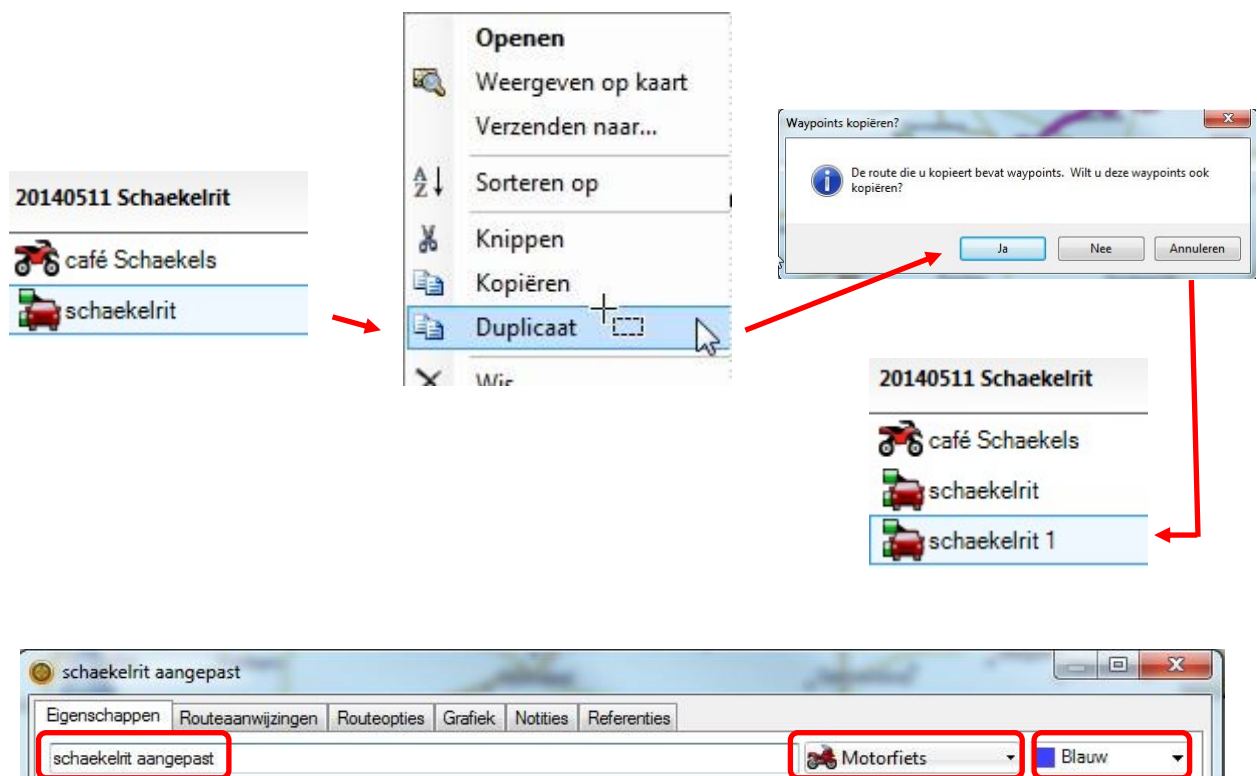 20140511 Schaekelrit
café Schaekels
schaekelrit
Openen
Weergeven op kaart
Verzenden naar...
Sorteren op
Knippen
Kopiëren
Duplicaat
Wis
Waypoints kopiëren?
De route die u kopieert bevat waypoints. Wilt u deze waypoints ook
kopiëren?
Ja Nee Annuleren
20140511 Schaekelrit
café Schaekels
schaekelrit
schaekelrit 1
schaekelrit aangepast
Eigenschappen Routeaanwijzingen Routeopties Grafiek Notities Referenties
schaekelrit aangepast Motorfiets Blauw